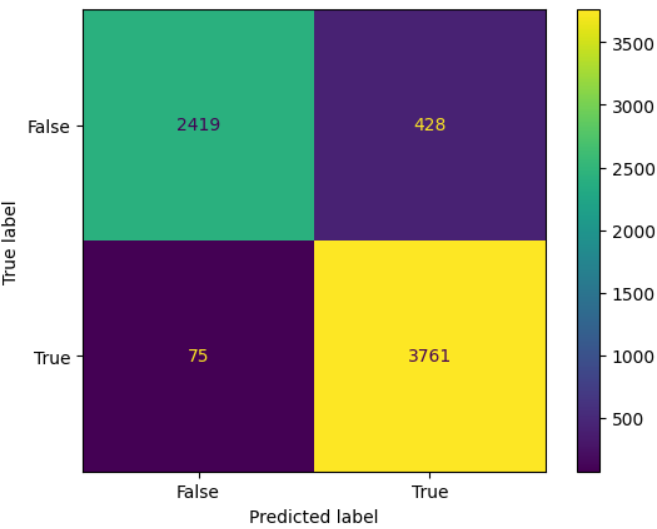 True label
False
True
2419
428
75
3761
False
True
Predicted label
3500
3000
2500
2000
1500
1000
500